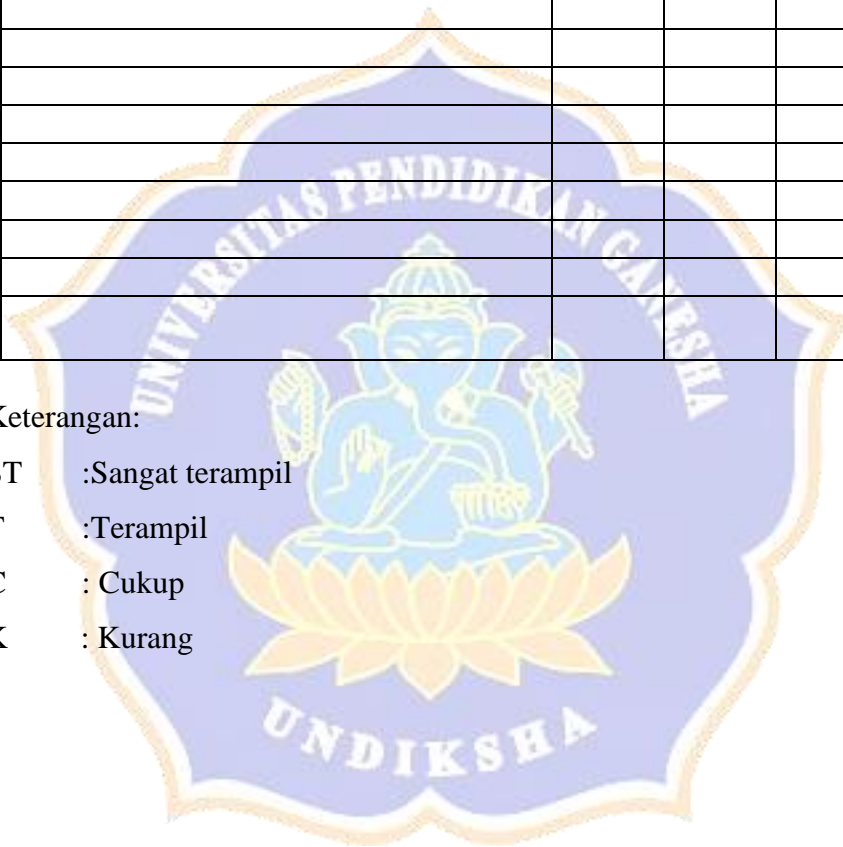 UNIVERSITAS PENDIDIKAN GANESHA
Keterangan:
ST :Sangat terampil
T :Terampil
C : Cukup
K : Kurang
UNDIKSHA